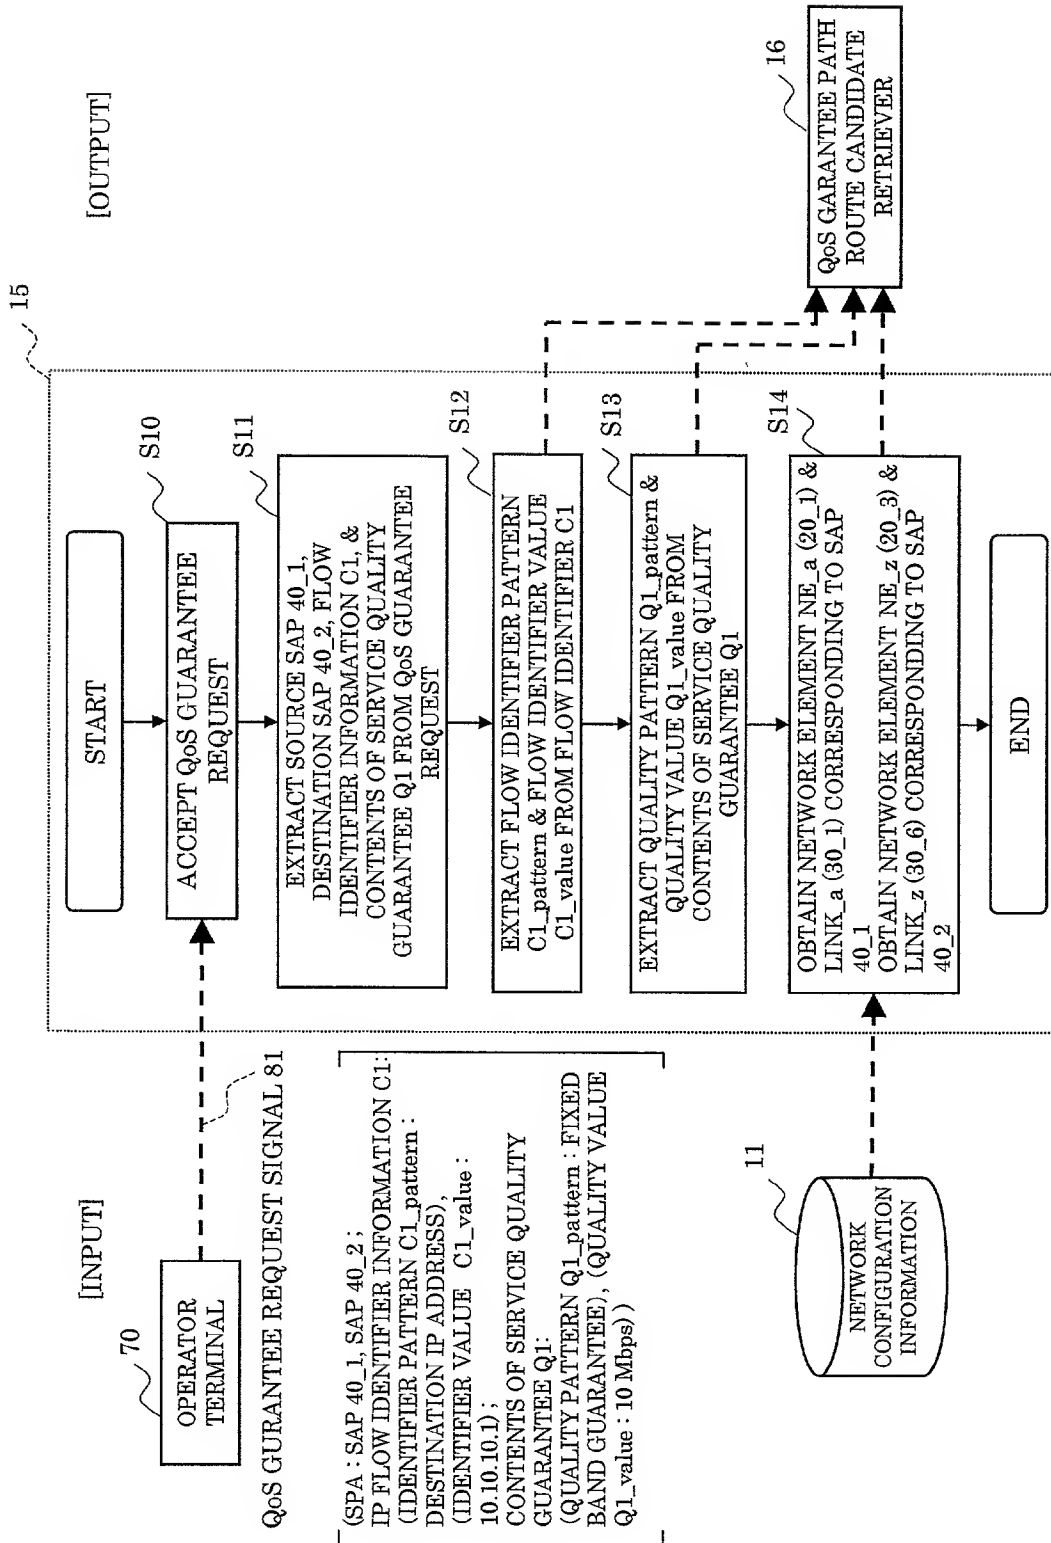 [INPUT]
[OUTPUT]
15
70
OPERATOR
TERMINAL
QoS GURANTEE REQUEST SIGNAL 81
(SPA : SAP 40_1, SAP 40_2 ;
IP FLOW IDENTIFIER INFORMATION C1:
(IDENTIFIER PATTERN C1_pattern :
DESTINATION IP ADDRESS),
(IDENTIFIER VALUE C1_value :
10.10.10.1) ;
CONTENTS OF SERVICE QUALITY
GUARANTEE Q1:
(QUALITY PATTERN Q1_pattern : FIXED
BAND GUARANTEE), (QUALITY VALUE
Q1_value : 10 Mbps))
11
NETWORK
CONFIGURATION
INFORMATION
START
S10
ACCEPT QoS GUARANTEE
REQUEST
S11
EXTRACT SOURCE SAP 40_1,
DESTINATION SAP 40_2, FLOW
IDENTIFIER INFORMATION C1, &
CONTENTS OF SERVICE QUALITY
GUARANTEE Q1 FROM QoS GUARANTEE
REQUEST
S12
EXTRACT FLOW IDENTIFIER PATTERN
C1_pattern & FLOW IDENTIFIER VALUE
C1_value FROM FLOW IDENTIFIER C1
S13
EXTRACT QUALITY PATTERN Q1_pattern &
QUALITY VALUE Q1_value FROM
CONTENTS OF SERVICE QUALITY
GUARANTEE Q1
S14
OBTAIN NETWORK ELEMENT NE_a (20_1) &
LINK_a (30_1) CORRESPONDING TO SAP
40_1
OBTAIN NETWORK ELEMENT NE_z (20_3) &
LINK_z (30_6) CORRESPONDING TO SAP
40_2
END
16
QoS GARANTEE PATH
ROUTE CANDIDATE
RETRIEVER